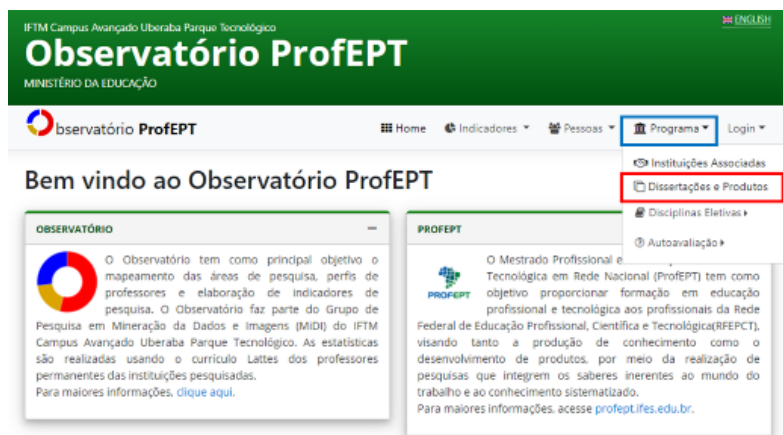 IFTM Campus Avançado Uberaba Parque Tecnológico
ENGLISH
Observatório ProfEPT
MINISTÉRIO DA EDUCAÇÃO
bservatório ProfEPT
Home
Indicadores
Pessoas
Programa
Login
Instituições Associadas
Dissertações e Produtos
Disciplinas Eletivas
Autoavaliação
Bem vindo ao Observatório ProfEPT
OBSERVATÓRIO
O Observatório tem como principal objetivo o
mapeamento das áreas de pesquisa, perfis de
professores e elaboração de indicadores de
pesquisa. O Observatório faz parte do Grupo de
Pesquisa em Mineração da Dados e Imagens (MiDI) do IFTM
Campus Avançado Uberaba Parque Tecnológico. As estatísticas
são realizadas usando o currículo Lattes dos professores
permanentes das instituições pesquisadas.
Para maiores informações, clique aqui.
PROFEPT
PROFEPT
O Mestrado Profissional e
Tecnológica em Rede Nacional (ProfEPT) tem como
objetivo proporcionar formação em educação
profissional e tecnológica aos profissionais da Rede
Federal de Educação Profissional, Científica e Tecnológica(RFEPCT),
visando tanto a produção de conhecimento como o
desenvolvimento de produtos, por meio da realização de
pesquisas que integrem os saberes inerentes ao mundo do
trabalho e ao conhecimento sistematizado.
Para maiores informações, acesse profept.ifes.edu.br.